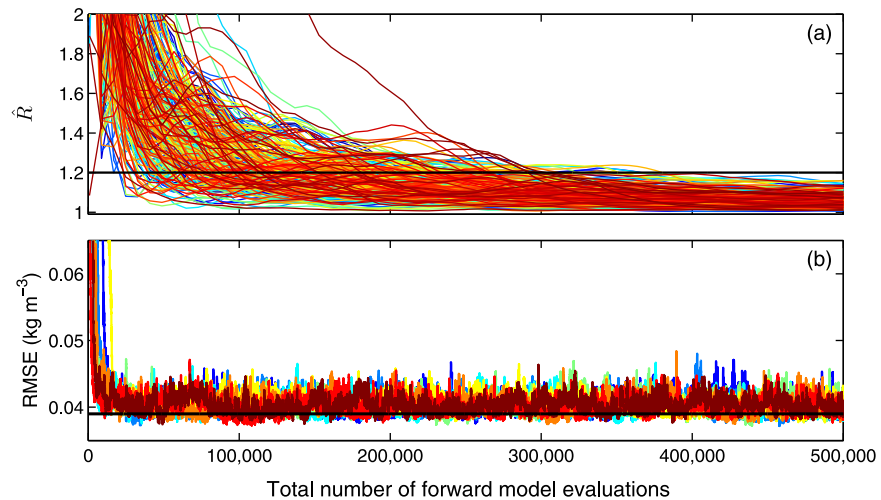 (a)
2
1.8
1.6
1.4
1.2
1
R̂
(b)
0.06
0.05
0.04
RMSE (kg m⁻³)
0 100,000 200,000 300,000 400,000 500,000
Total number of forward model evaluations